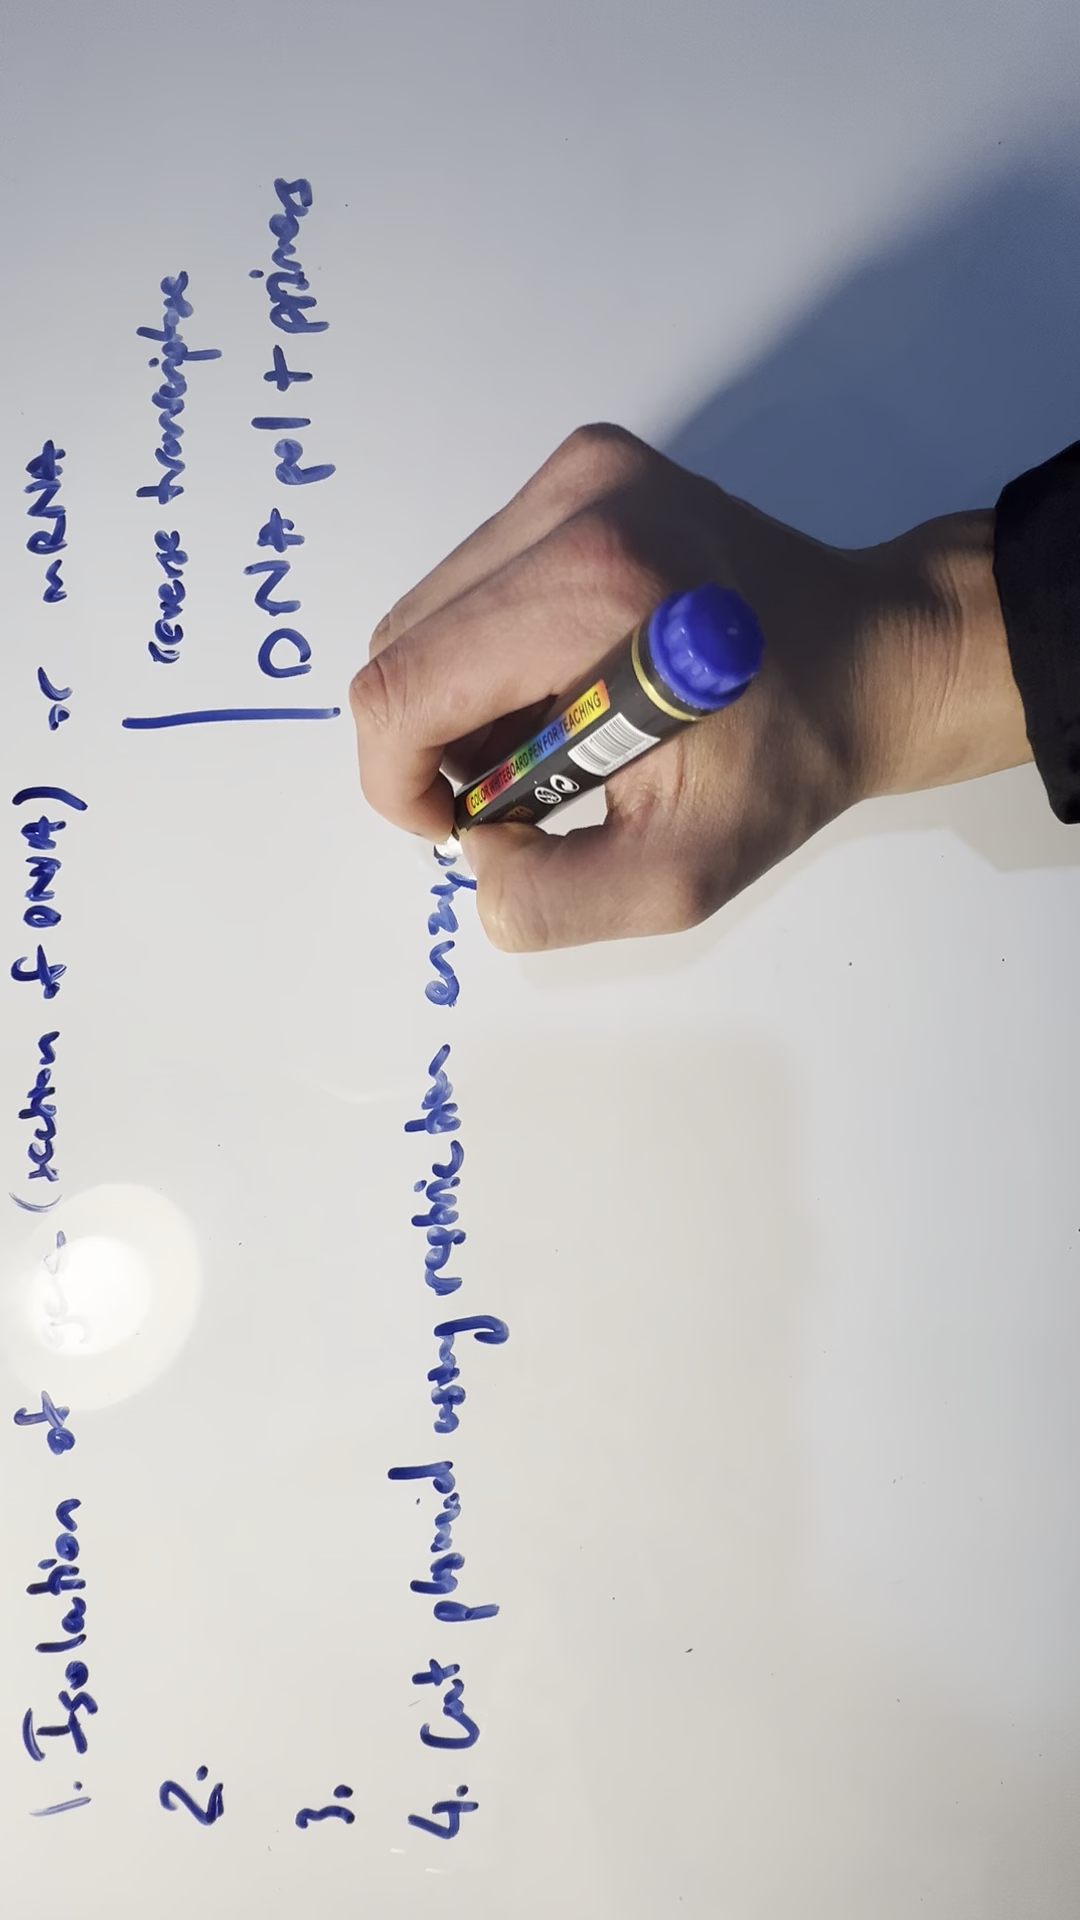 1. Isolation of gene (section of DNA) or mRNA
2. reverse transcriptase
3. DNA pol + primers
4. Cut plasmid using restriction enzy
COLOR WHITEBOARD PEN FOR TEACHING